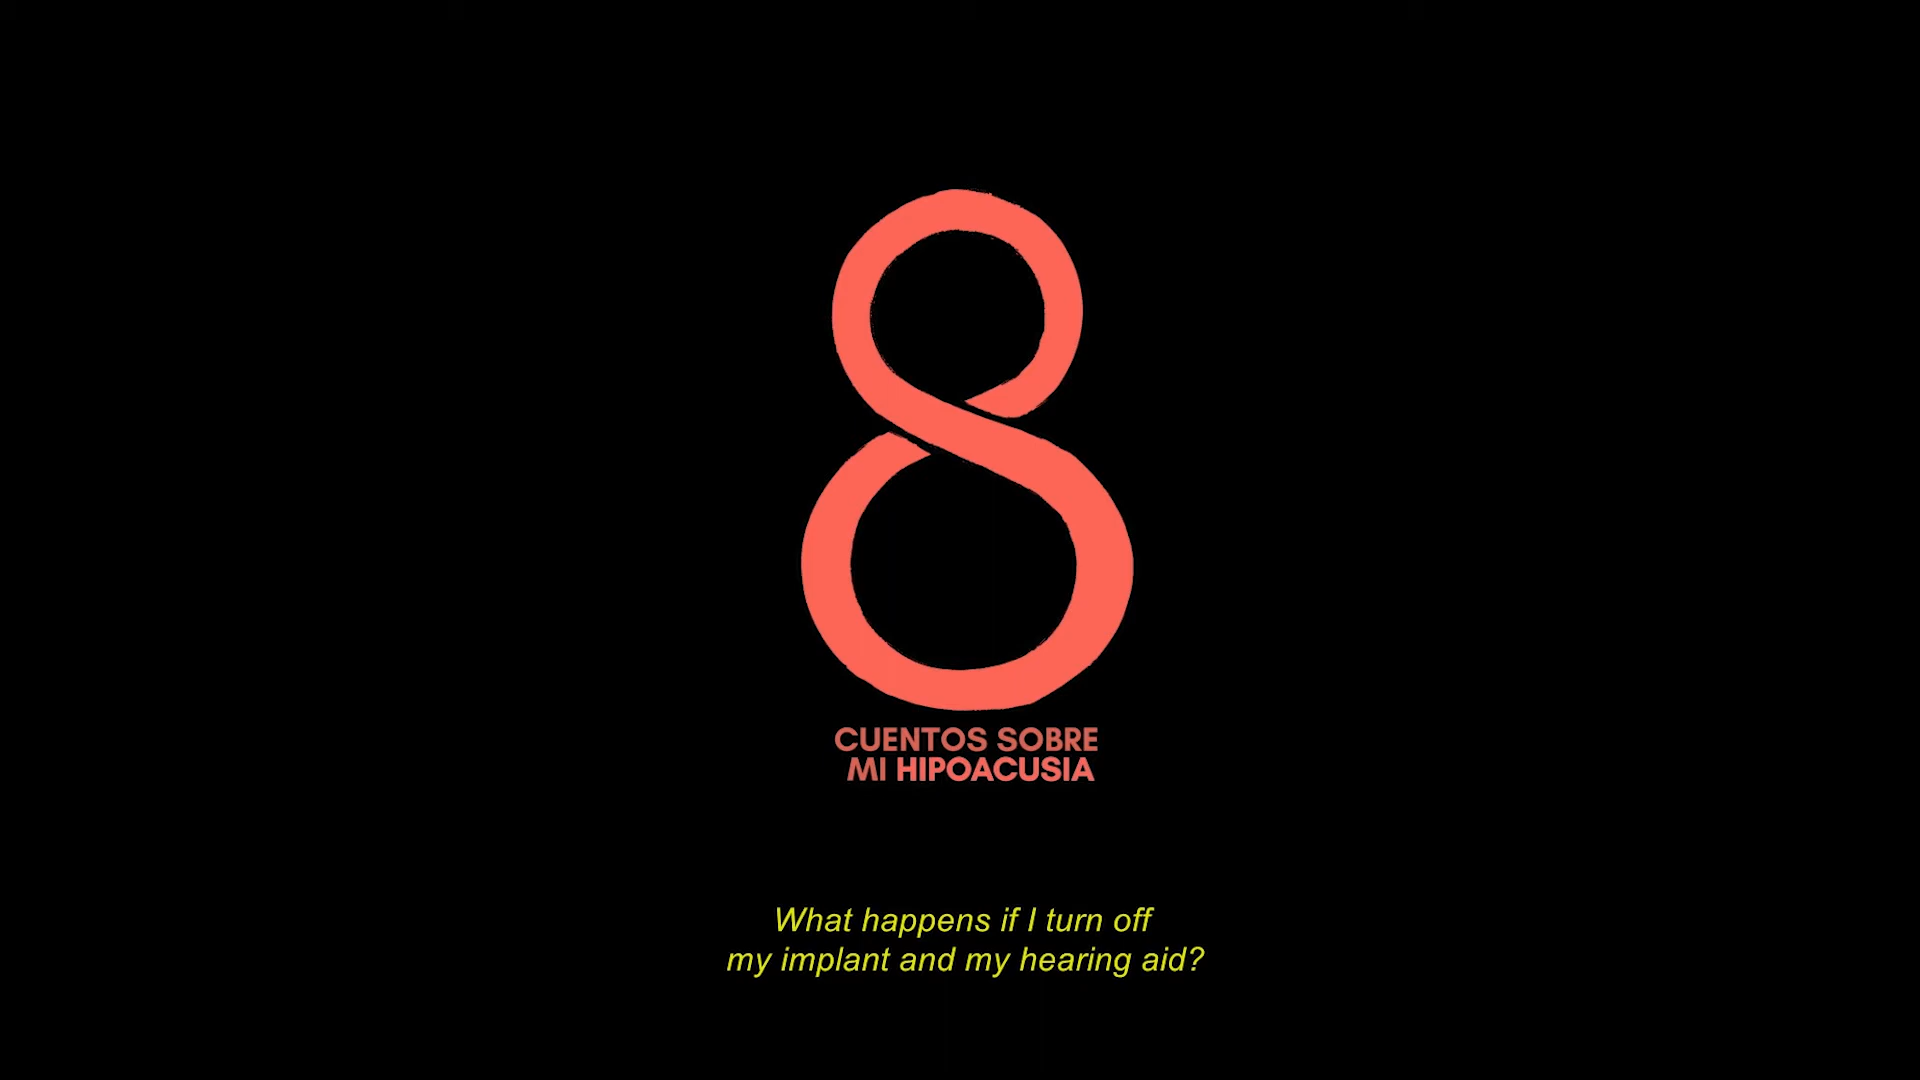 8
CUENTOS SOBRE
MI HIPOACUSIA
What happens if I turn off
my implant and my hearing aid?